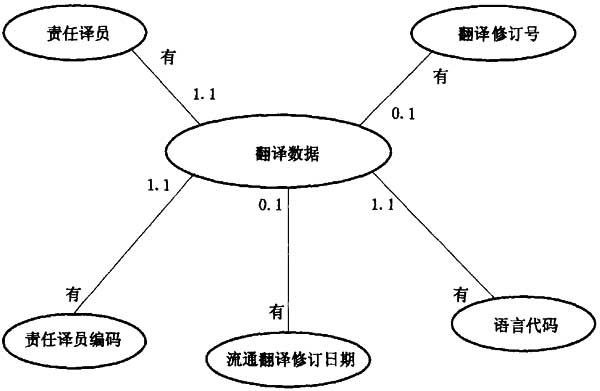 责任译员
翻译修订号
有
有
1.1
0.1
翻译数据
1.1
0.1
1.1
有
有
有
责任译员编码
流通翻译修订日期
语言代码